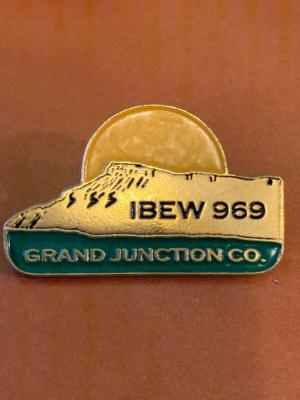 IBEW 969
GRAND JUNCTION CO.